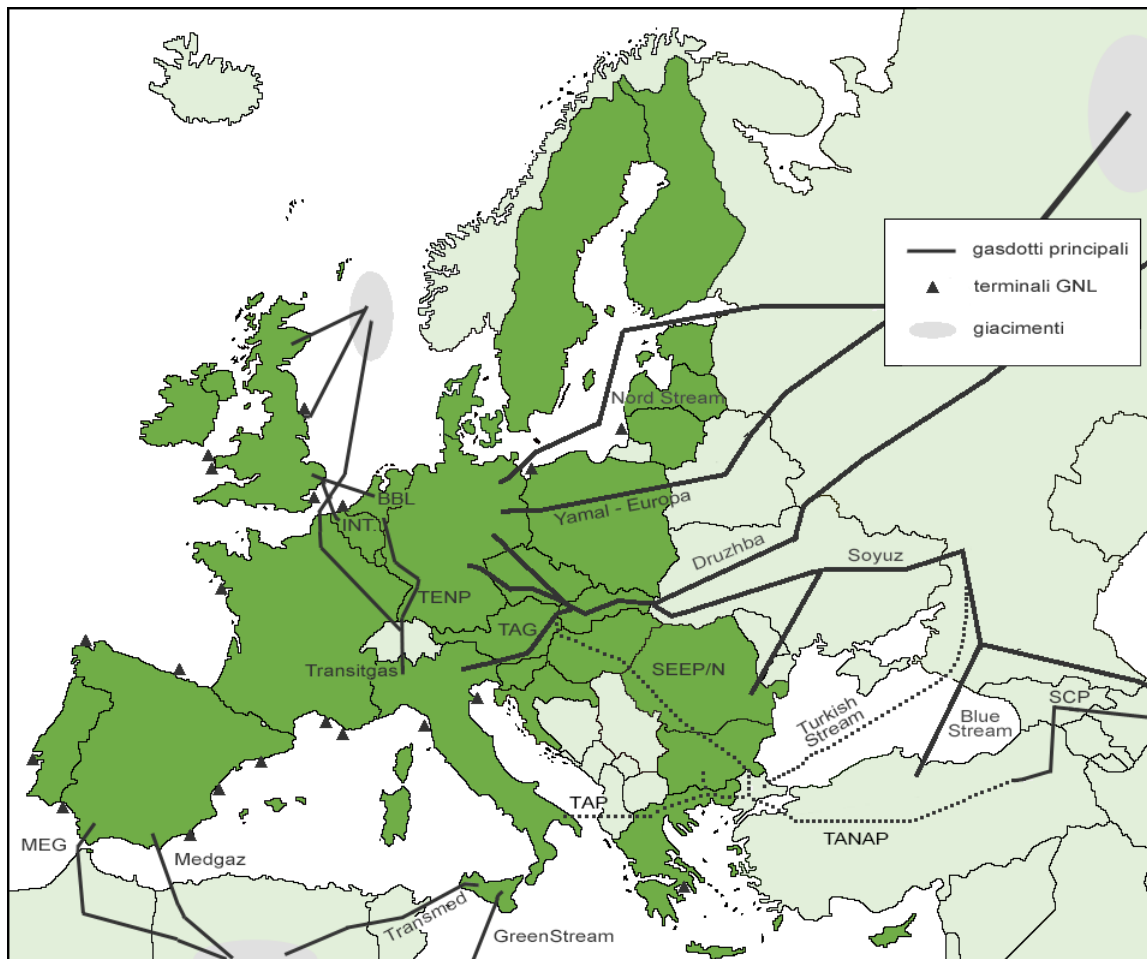 gasdotti principali
terminali GNL
giacimenti
Nord Stream
BBL
Yamal - Europa
INT.
Druzhba
Soyuz
TENP
TAG
Transitgas
SEEP/N
SCP
Turkish
Stream
Blue
Stream
TAP
TANAP
MEG
Medgaz
Transmed
GreenStream